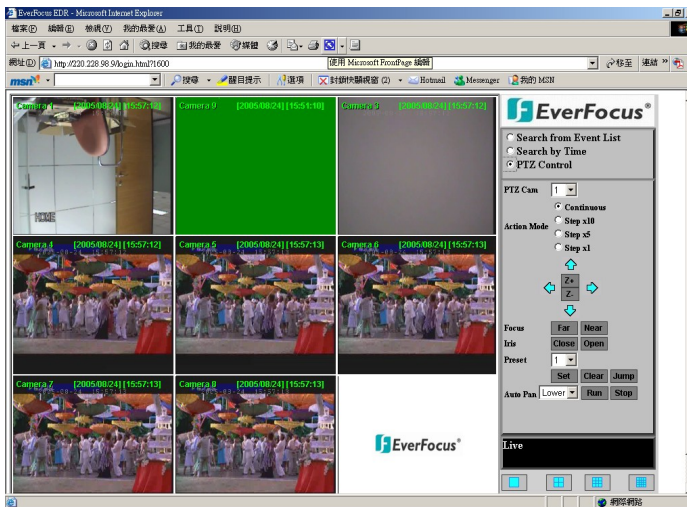 EverFocus EDR - Microsoft Internet Explorer
檔案(F) 編輯(E) 檢視(V) 我的最愛(A) 工具(T) 說明(H)
上一頁 搜尋 我的最愛 媒體
網址(D) http://220.228.98.9/login.html?1600 移至 連結 »
使用 Microsoft FrontPage 編輯
msn 搜尋 醒目提示 選項 封鎖快顯視窗 (2) Hotmail Messenger 我的 MSN
Camera 1 [2005/08/24] [15:57:12]
HOME
Camera 9 [2005/08/24] [15:51:10]
Camera 3 [2005/08/24] [15:57:12]
Camera 4 [2005/08/24] [15:57:12]
Camera 5 [2005/08/24] [15:57:13]
Camera 6 [2005/08/24] [15:57:13]
Camera 7 [2005/08/24] [15:57:13]
Camera 8 [2005/08/24] [15:57:13]
EverFocus®
EverFocus®
Search from Event List
Search by Time
PTZ Control
PTZ Cam 1
Action Mode
Continuous
Step x10
Step x5
Step x1
Z+
Z-
Focus Far Near
Iris Close Open
Preset 1
Set Clear Jump
Auto Pan Lower Run Stop
Live
網際網路